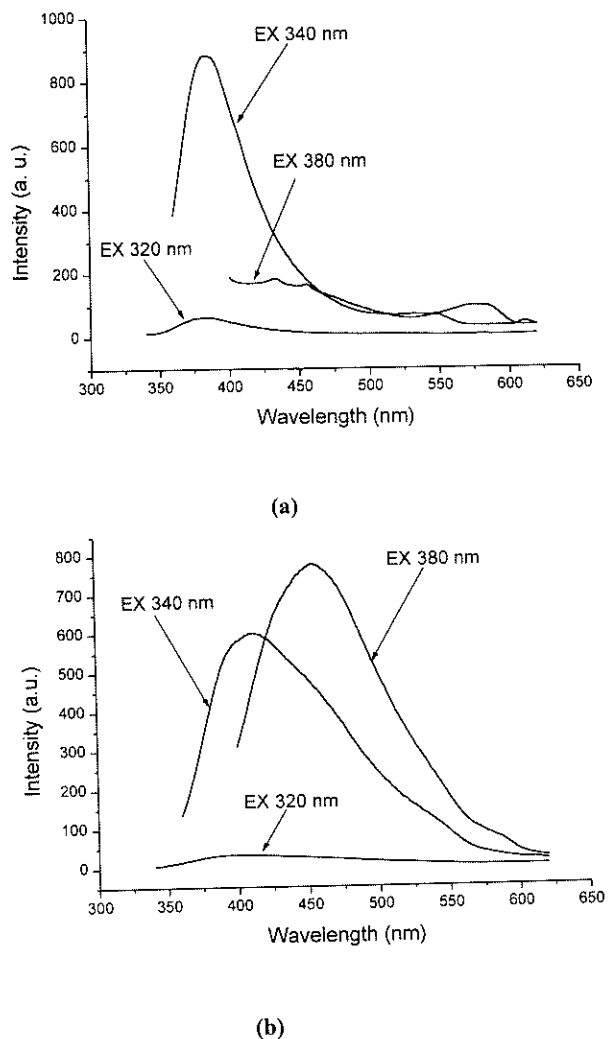 1000
800
600
400
200
0
Intensity (a. u.)
EX 340 nm
EX 380 nm
EX 320 nm
300 350 400 450 500 550 600 650
Wavelength (nm)
(a)
800
700
600
500
400
300
200
100
0
Intensity (a.u.)
EX 380 nm
EX 340 nm
EX 320 nm
300 350 400 450 500 550 600 650
Wavelength (nm)
(b)